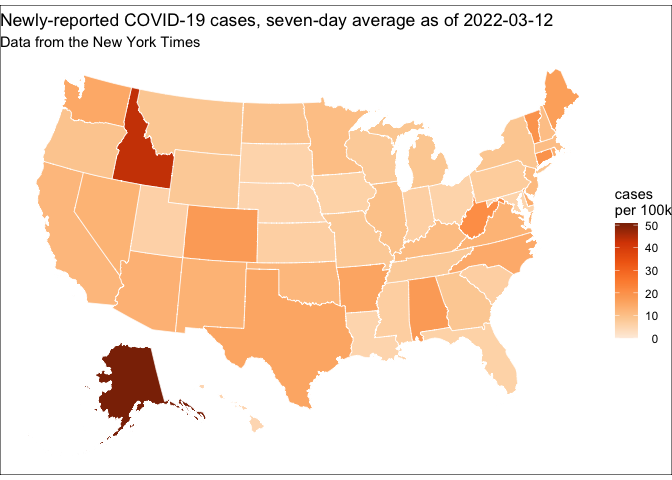 Newly-reported COVID-19 cases, seven-day average as of 2022-03-12
Data from the New York Times
cases
per 100k
50
40
30
20
10
0